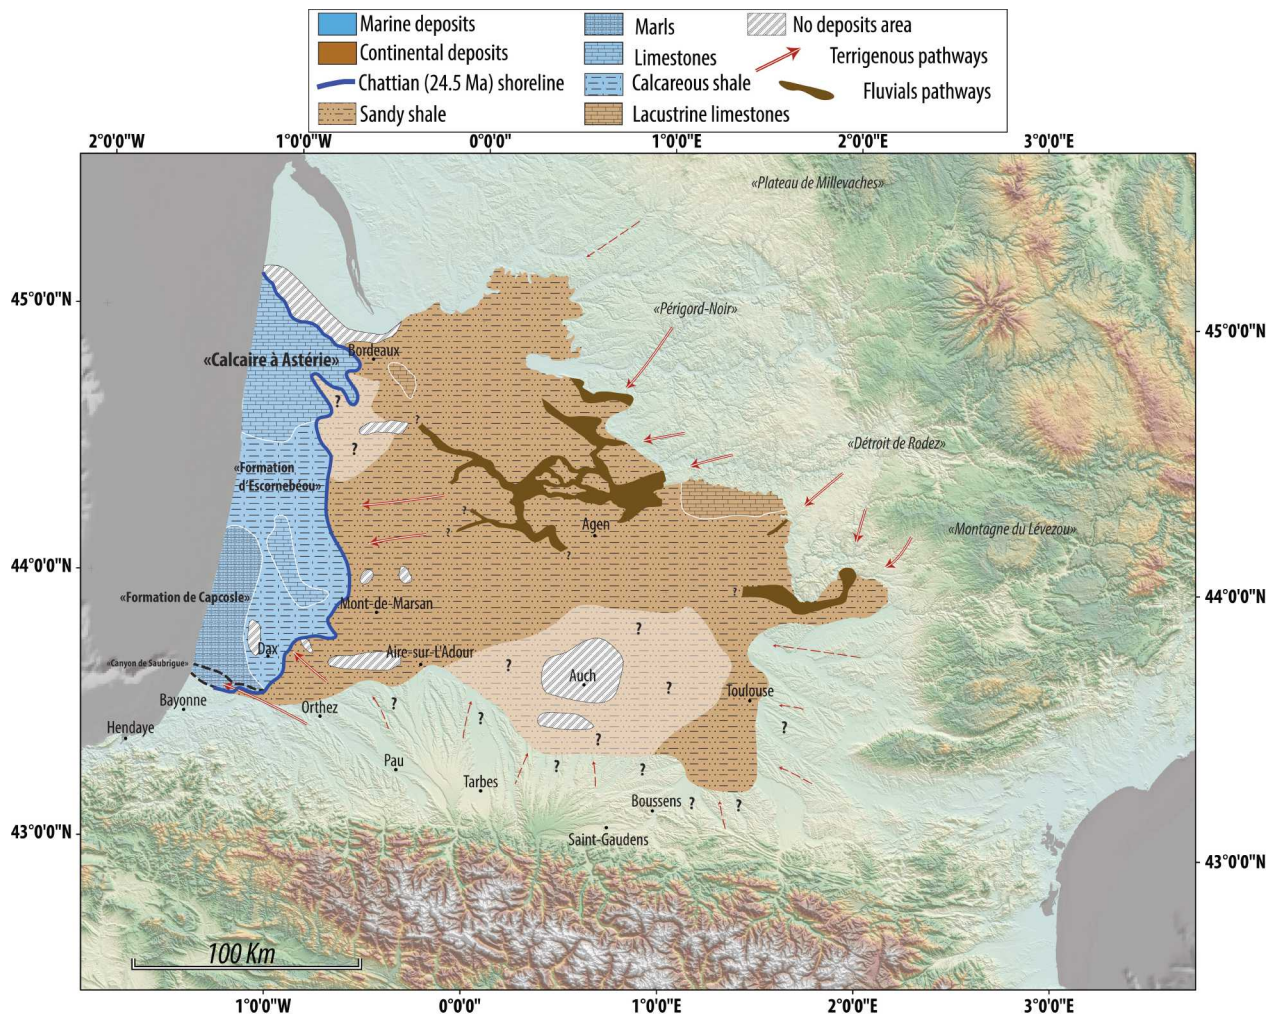 Marine deposits
Continental deposits
Chattian (24.5 Ma) shoreline
Sandy shale
Marls
Limestones
Calcareous shale
Lacustrine limestones
No deposits area
Terrigenous pathways
Fluvials pathways
2°0'0"W 1°0'0"W 0°0'0" 1°0'0"E 2°0'0"E 3°0'0"E
«Plateau de Millevaches»
45°0'0"N
«Périgord-Noir»
45°0'0"N
Bordeaux
«Calcaire à Astérie»
?
?
?
«Détroit de Rodez»
«Formation
d'Escornebéou»
?
?
Agen
?
«Montagne du Lévezou»
44°0'0"N
44°0'0"N
«Formation de Capcosle»
Mont-de-Marsan
?
?
Dax
Aire-sur-L'Adour
?
«Canyon de Saubrigue»
Auch
?
Toulouse
Bayonne
Orthez
?
?
?
Hendaye
?
Pau
?
?
Tarbes
Boussens
?
?
Saint-Gaudens
43°0'0"N
43°0'0"N
100 Km
1°0'0"W 0°0'0" 1°0'0"E 2°0'0"E 3°0'0"E